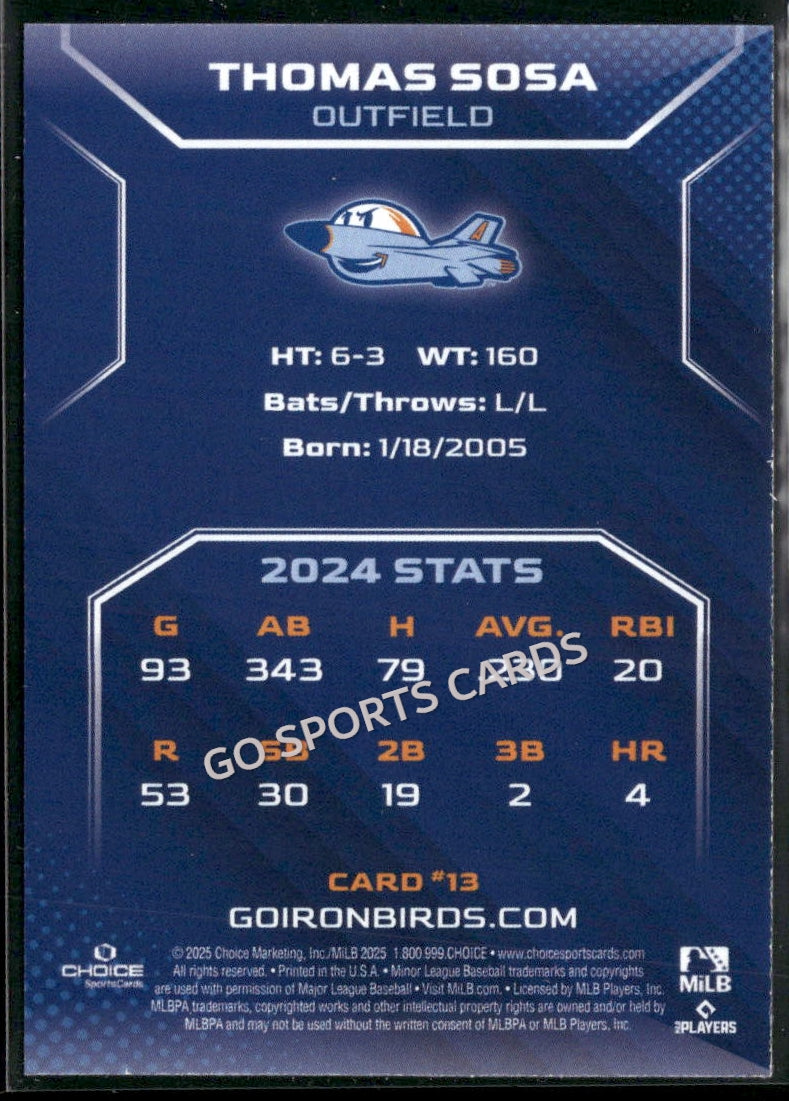 THOMAS SOSA
OUTFIELD
HT: 6-3 WT: 160
Bats/Throws: L/L
Born: 1/18/2005
2024 STATS
G AB H AVG. RBI
93 343 79 .230 20
GO SPORTS CARDS
R SB 2B 3B HR
53 30 19 2 4
CARD #13
GOIRONBIRDS.COM
© 2025 Choice Marketing, Inc./MiLB 2025 1.800.999.CHOICE • www.choicesportscards.com
All rights reserved. • Printed in the U.S.A. • Minor League Baseball trademarks and copyrights
are used with permission of Major League Baseball • Visit MiLB.com. • Licensed by MLB Players, Inc.
MLBPA trademarks, copyrighted works and other intellectual property rights are owned and/or held by
MLBPA and may not be used without the written consent of MLBPA or MLB Players, Inc.
CHOICE
SportsCards
MiLB
PLAYERS